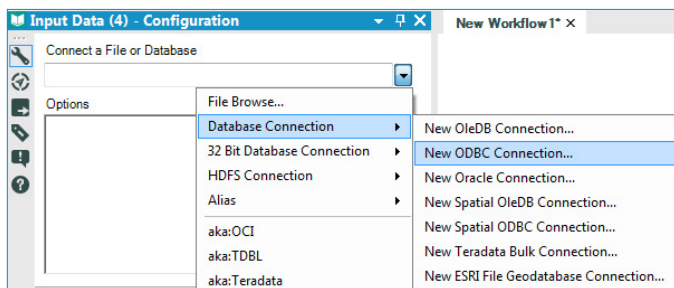 Input Data (4) - Configuration
New Workflow1*
Connect a File or Database
Options
File Browse...
Database Connection
32 Bit Database Connection
HDFS Connection
Alias
aka:OCI
aka:TDBL
aka:Teradata
New OleDB Connection...
New ODBC Connection...
New Oracle Connection...
New Spatial OleDB Connection...
New Spatial ODBC Connection...
New Teradata Bulk Connection...
New ESRI File Geodatabase Connection...